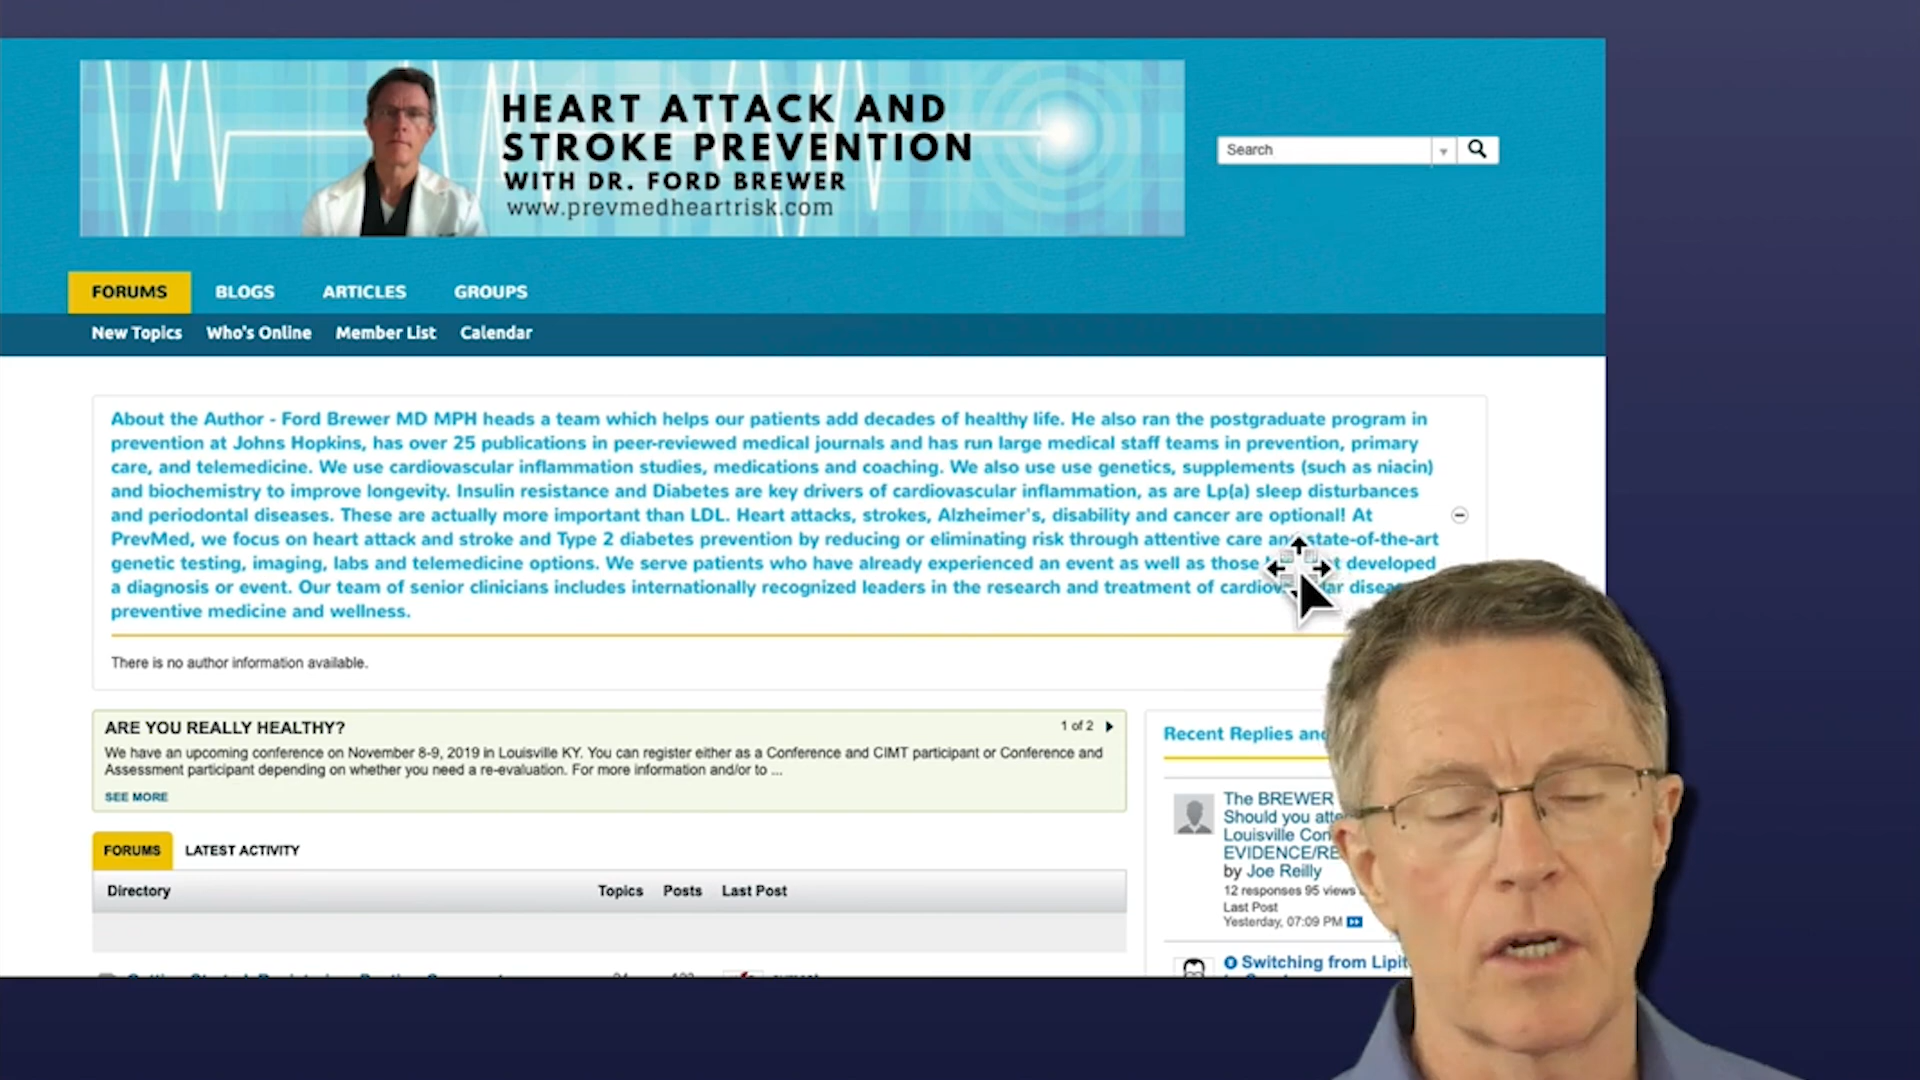 HEART ATTACK AND
STROKE PREVENTION
WITH DR. FORD BREWER
www.prevmedheartrisk.com
Search
FORUMS BLOGS ARTICLES GROUPS
New Topics Who's Online Member List Calendar
About the Author - Ford Brewer MD MPH heads a team which helps our patients add decades of healthy life. He also ran the postgraduate program in
prevention at Johns Hopkins, has over 25 publications in peer-reviewed medical journals and has run large medical staff teams in prevention, primary
care, and telemedicine. We use cardiovascular inflammation studies, medications and coaching. We also use use genetics, supplements (such as niacin)
and biochemistry to improve longevity. Insulin resistance and Diabetes are key drivers of cardiovascular inflammation, as are Lp(a) sleep disturbances
and periodontal diseases. These are actually more important than LDL. Heart attacks, strokes, Alzheimer's, disability and cancer are optional! At
PrevMed, we focus on heart attack and stroke and Type 2 diabetes prevention by reducing or eliminating risk through attentive care and state-of-the-art
genetic testing, imaging, labs and telemedicine options. We serve patients who have already experienced an event as well as those developed
a diagnosis or event. Our team of senior clinicians includes internationally recognized leaders in the research and treatment of
preventive medicine and wellness.
There is no author information available.
ARE YOU REALLY HEALTHY? 1 of 2
We have an upcoming conference on November 8-9, 2019 in Louisville KY. You can register either as a Conference and CIMT participant or Conference and
Assessment participant depending on whether you need a re-evaluation. For more information and/or to ...
SEE MORE
FORUMS LATEST ACTIVITY
Directory Topics Posts Last Post
Recent Replies
The BREWER
Should you
Louisville
by Joe Reilly
12 responses 95 views
Last Post
Yesterday, 07:09 PM
Switching from